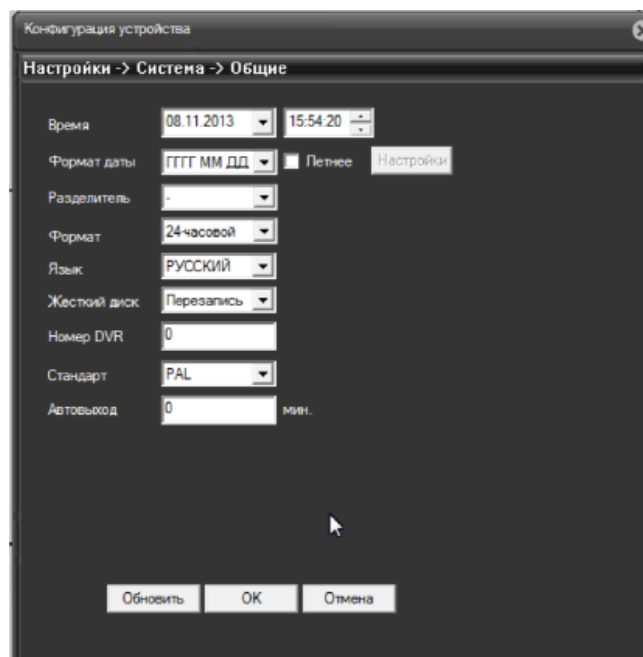 Конфигурация устройства
Настройки -> Система -> Общие
Время 08.11.2013 15:54:20
Формат даты ГГГГ ММ ДД Летнее Настройки
Разделитель -
Формат 24-часовой
Язык РУССКИЙ
Жесткий диск Перезапись
Номер DVR 0
Стандарт PAL
Автовыход 0 мин.
Обновить OK Отмена